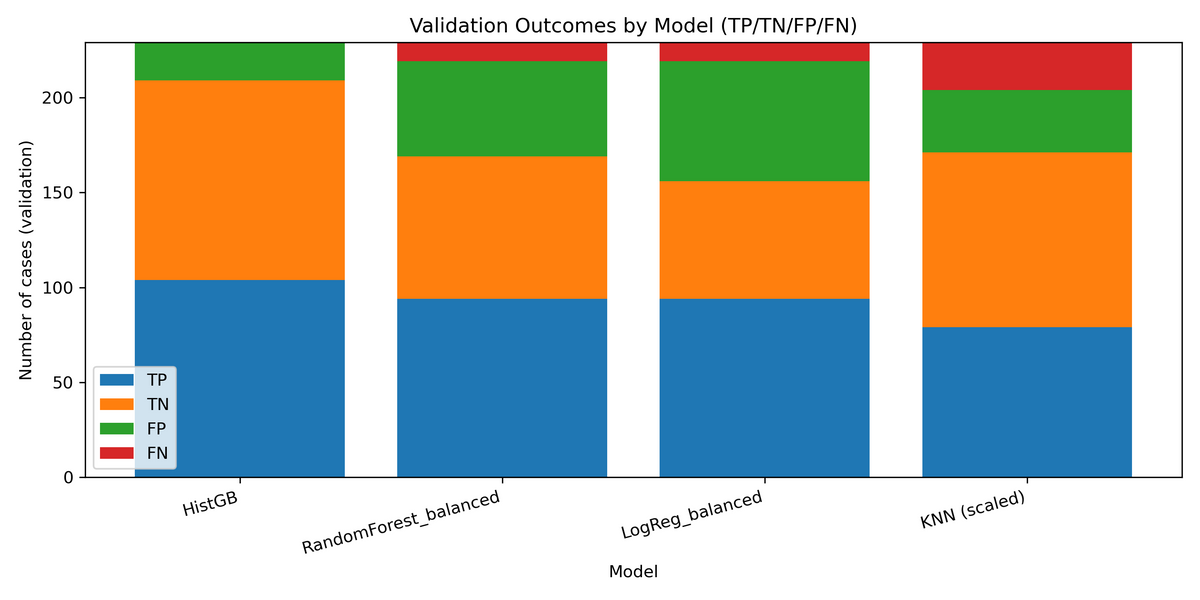 Validation Outcomes by Model (TP/TN/FP/FN)
Number of cases (validation)
200
150
100
50
0
TP
TN
FP
FN
HistGB
RandomForest_balanced
LogReg_balanced
KNN (scaled)
Model